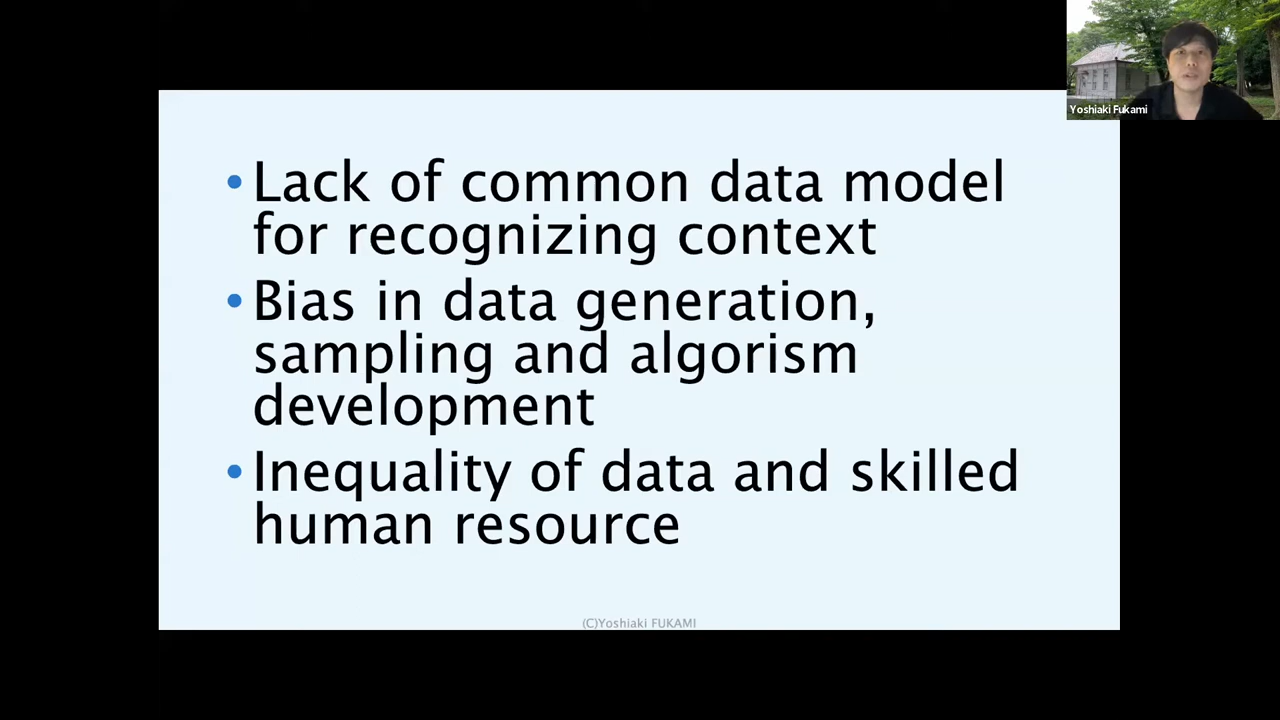 Yoshiaki Fukami
• Lack of common data model
for recognizing context
• Bias in data generation,
sampling and algorism
development
• Inequality of data and skilled
human resource
(C)Yoshiaki FUKAMI